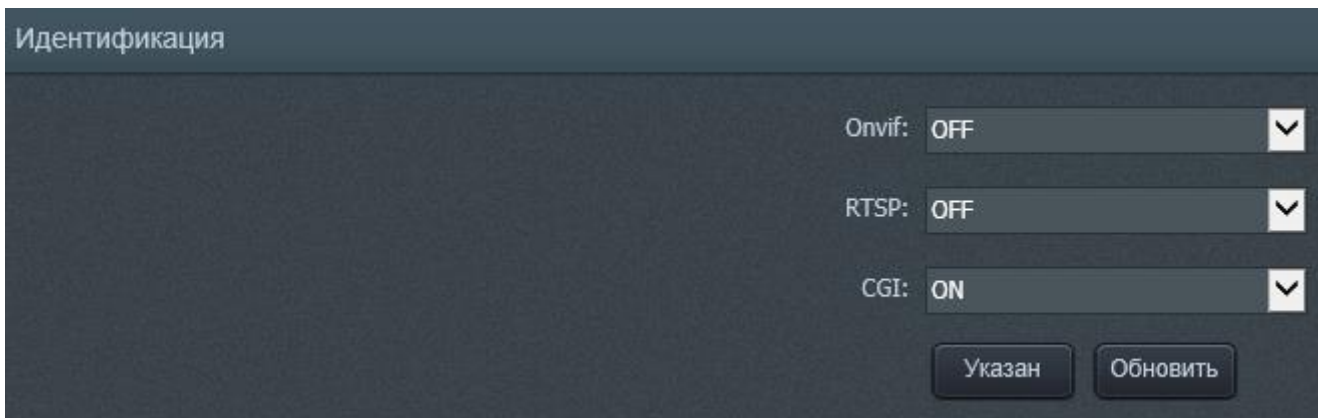 Идентификация
Onvif: OFF
RTSP: OFF
CGI: ON
Указан Обновить